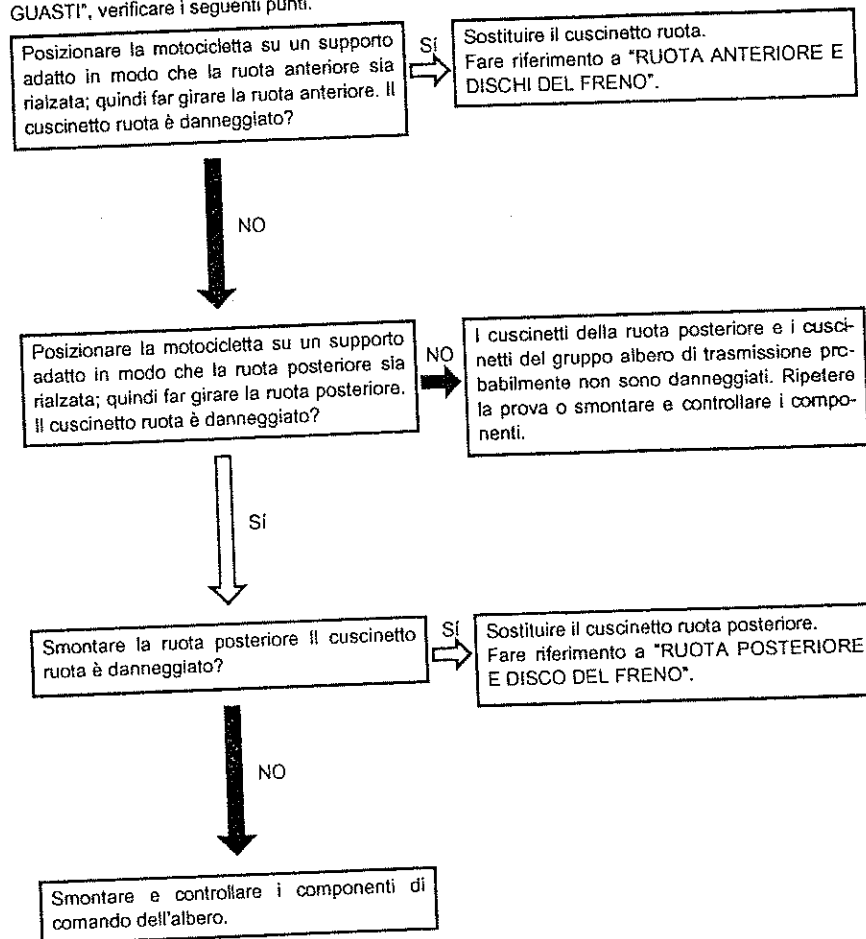 GUASTI", verificare i seguenti punti.
Posizionare la motocicletta su un supporto
adatto in modo che la ruota anteriore sia
rialzata; quindi far girare la ruota anteriore. Il
cuscinetto ruota è danneggiato?
Sí
Sostituire il cuscinetto ruota.
Fare riferimento a "RUOTA ANTERIORE E
DISCHI DEL FRENO".
NO
Posizionare la motocicletta su un supporto
adatto in modo che la ruota posteriore sia
rialzata; quindi far girare la ruota posteriore.
Il cuscinetto ruota è danneggiato?
NO
I cuscinetti della ruota posteriore e i cusci-
netti del gruppo albero di trasmissione pro-
babilmente non sono danneggiati. Ripetere
la prova o smontare e controllare i compo-
nenti.
Sí
Smontare la ruota posteriore Il cuscinetto
ruota è danneggiato?
Sí
Sostituire il cuscinetto ruota posteriore.
Fare riferimento a "RUOTA POSTERIORE
E DISCO DEL FRENO".
NO
Smontare e controllare i componenti di
comando dell'albero.